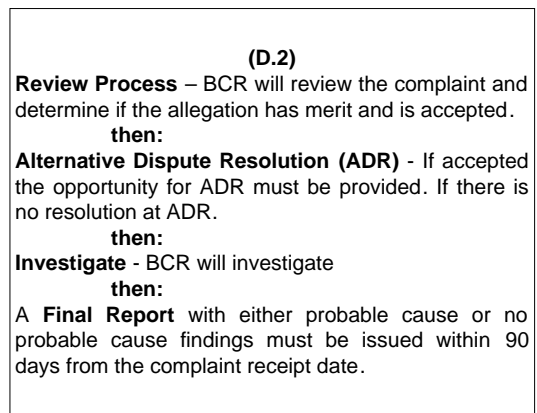 (D.2)
Review Process – BCR will review the complaint and
determine if the allegation has merit and is accepted.
then:
Alternative Dispute Resolution (ADR) - If accepted
the opportunity for ADR must be provided. If there is
no resolution at ADR.
then:
Investigate - BCR will investigate
then:
A Final Report with either probable cause or no
probable cause findings must be issued within 90
days from the complaint receipt date.